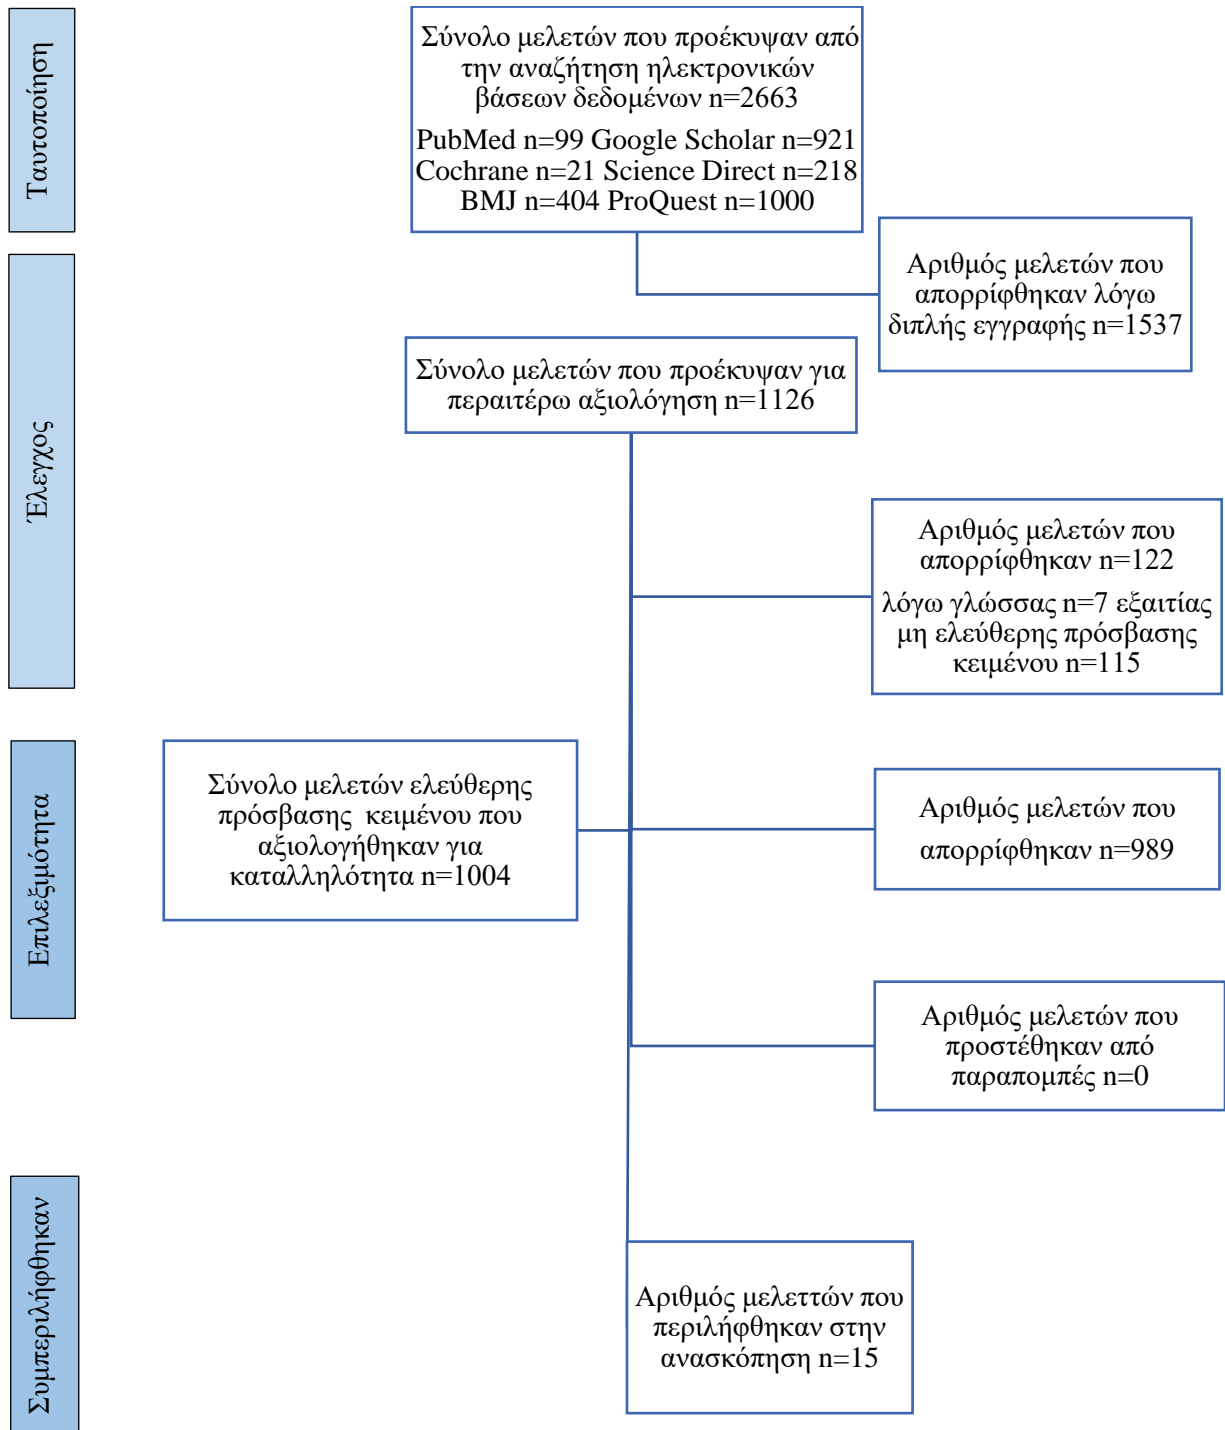 Ταυτοποίηση
Σύνολο μελετών που προέκυψαν από
την αναζήτηση ηλεκτρονικών
βάσεων δεδομένων n=2663
PubMed n=99 Google Scholar n=921
Cochrane n=21 Science Direct n=218
BMJ n=404 ProQuest n=1000
Αριθμός μελετών που
απορρίφθηκαν λόγω
διπλής εγγραφής n=1537
Έλεγχος
Σύνολο μελετών που προέκυψαν για
περαιτέρω αξιολόγηση n=1126
Αριθμός μελετών που
απορρίφθηκαν n=122
λόγω γλώσσας n=7 εξαιτίας
μη ελεύθερης πρόσβασης
κειμένου n=115
Επιλεξιμότητα
Σύνολο μελετών ελεύθερης
πρόσβασης κειμένου που
αξιολογήθηκαν για
καταλληλότητα n=1004
Αριθμός μελετών που
απορρίφθηκαν n=989
Αριθμός μελετών που
προστέθηκαν από
παραπομπές n=0
Συμπεριλήφθηκαν
Αριθμός μελεττών που
περιλήφθηκαν στην
ανασκόπηση n=15